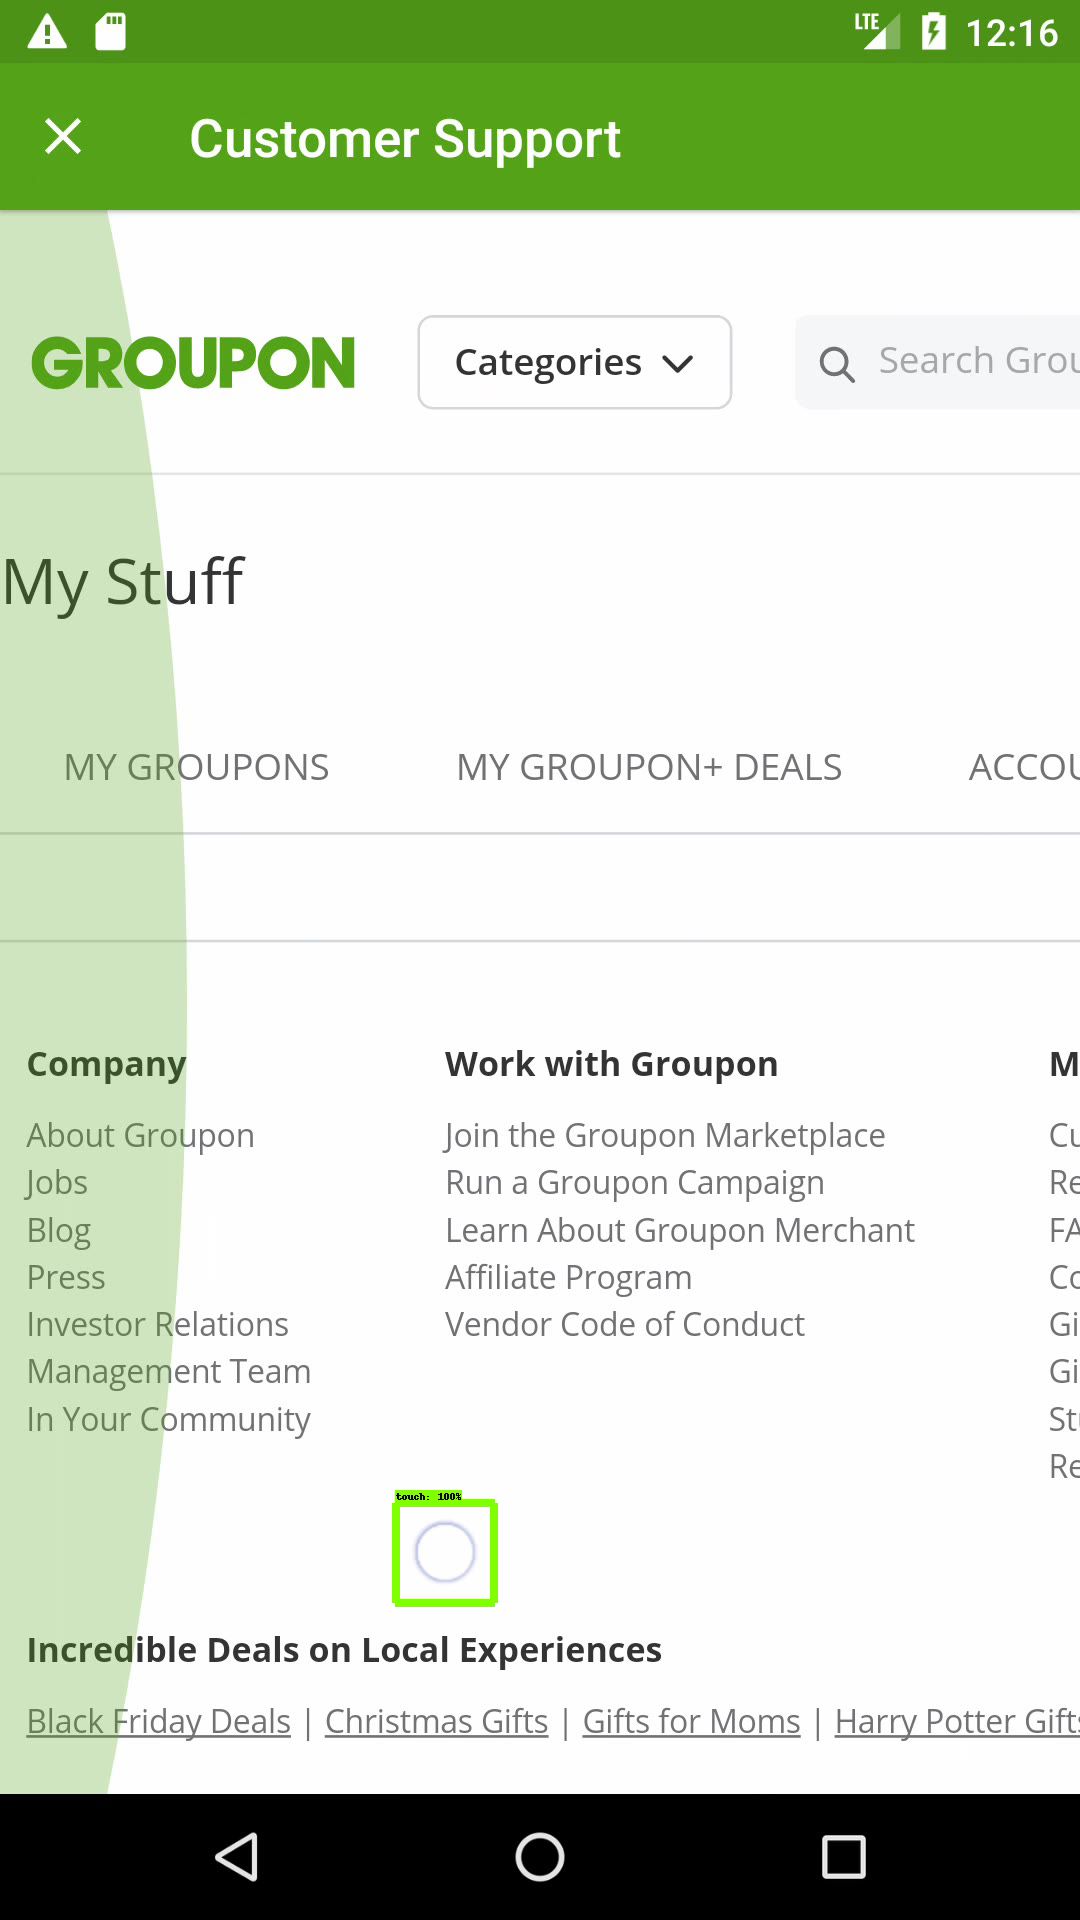 LTE 12:16
Customer Support
GROUPON Categories Search Grou
My Stuff
MY GROUPONS MY GROUPON+ DEALS ACCOU
Company Work with Groupon M
About Groupon Join the Groupon Marketplace Cu
Jobs Run a Groupon Campaign Re
Blog Learn About Groupon Merchant FA
Press Affiliate Program Co
Investor Relations Vendor Code of Conduct Gi
Management Team Gi
In Your Community Stu
Re
touch: 100%
Incredible Deals on Local Experiences
Black Friday Deals | Christmas Gifts | Gifts for Moms | Harry Potter Gifts